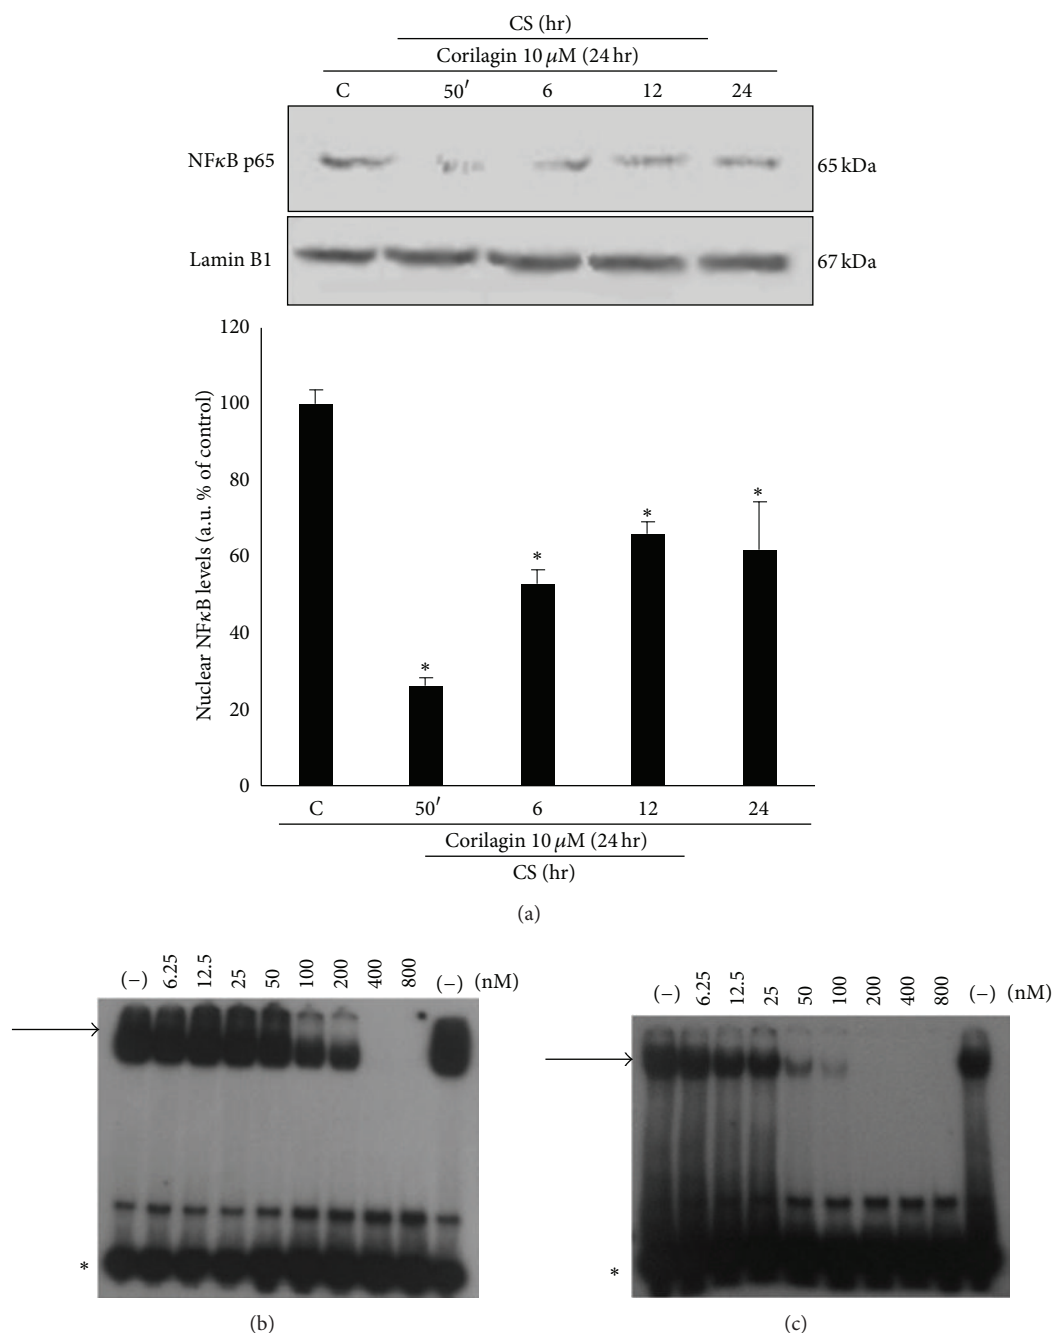 CS (hr)
Corilagin 10 μM (24 hr)
C 50′ 6 12 24
NFκB p65 65 kDa
Lamin B1 67 kDa
Nuclear NFκB levels (a.u. % of control)
120
100
80
60
40
20
0
*
*
*
*
C 50′ 6 12 24
Corilagin 10 μM (24 hr)
CS (hr)
(a)
(−) 6.25 12.5 25 50 100 200 400 800 (−) (nM)
*
(b)
(−) 6.25 12.5 25 50 100 200 400 800 (−) (nM)
*
(c)